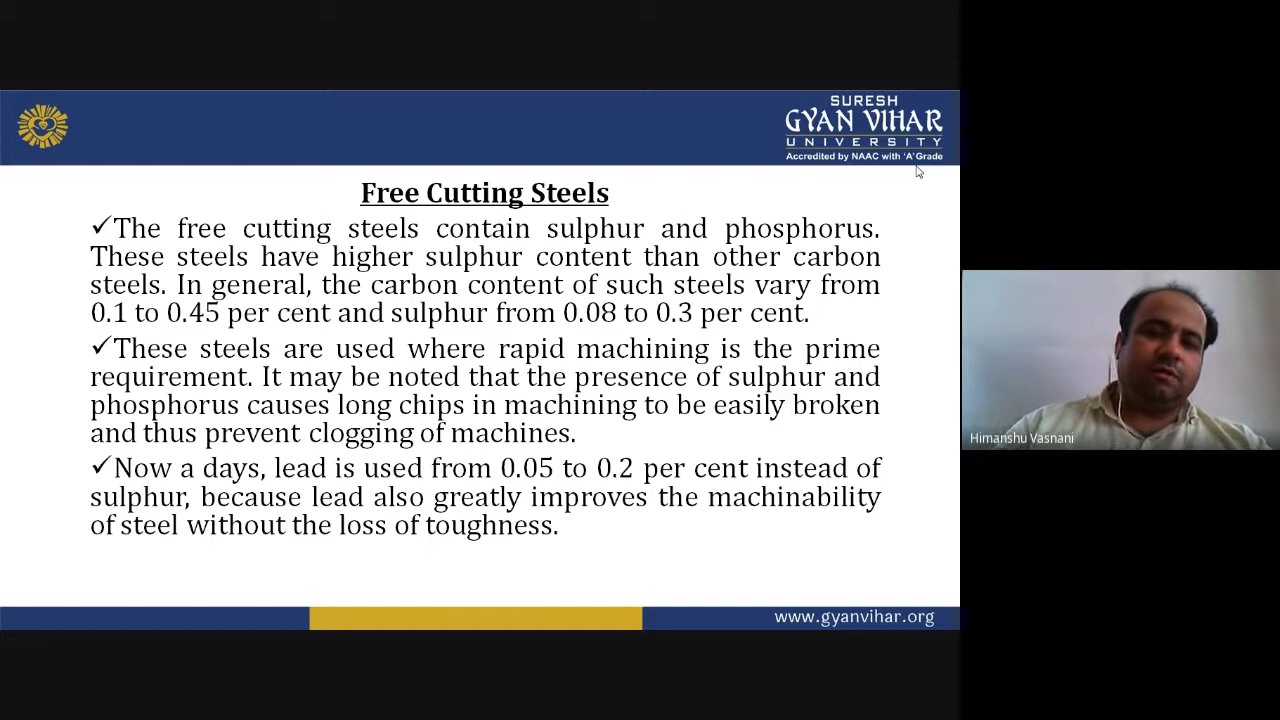 SURESH
GYAN VIHAR
UNIVERSITY
Accredited by NAAC with 'A' Grade
Free Cutting Steels
✓The free cutting steels contain sulphur and phosphorus.
These steels have higher sulphur content than other carbon
steels. In general, the carbon content of such steels vary from
0.1 to 0.45 per cent and sulphur from 0.08 to 0.3 per cent.
✓These steels are used where rapid machining is the prime
requirement. It may be noted that the presence of sulphur and
phosphorus causes long chips in machining to be easily broken
and thus prevent clogging of machines.
✓Now a days, lead is used from 0.05 to 0.2 per cent instead of
sulphur, because lead also greatly improves the machinability
of steel without the loss of toughness.
www.gyanvihar.org
Himanshu Vasnani